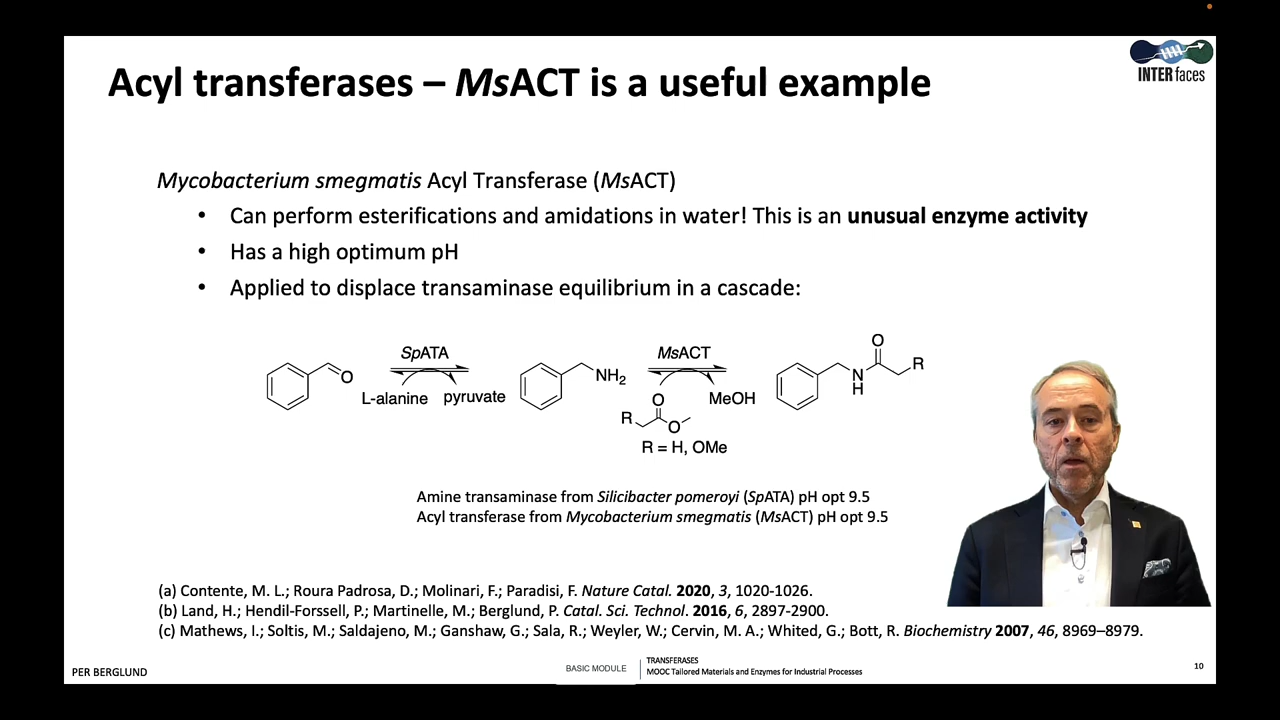 INTERfaces
Acyl transferases – MsACT is a useful example
Mycobacterium smegmatis Acyl Transferase (MsACT)
• Can perform esterifications and amidations in water! This is an unusual enzyme activity
• Has a high optimum pH
• Applied to displace transaminase equilibrium in a cascade:
SpATA
L-alanine pyruvate
O
NH2
MsACT
O
MeOH
R
O
R = H, OMe
O
R
N
H
Amine transaminase from Silicibacter pomeroyi (SpATA) pH opt 9.5
Acyl transferase from Mycobacterium smegmatis (MsACT) pH opt 9.5
(a) Contente, M. L.; Roura Padrosa, D.; Molinari, F.; Paradisi, F. Nature Catal. 2020, 3, 1020-1026.
(b) Land, H.; Hendil-Forssell, P.; Martinelle, M.; Berglund, P. Catal. Sci. Technol. 2016, 6, 2897-2900.
(c) Mathews, I.; Soltis, M.; Saldajeno, M.; Ganshaw, G.; Sala, R.; Weyler, W.; Cervin, M. A.; Whited, G.; Bott, R. Biochemistry 2007, 46, 8969–8979.
PER BERGLUND
BASIC MODULE
TRANSFERASES
MOOC Tailored Materials and Enzymes for Industrial Processes
10